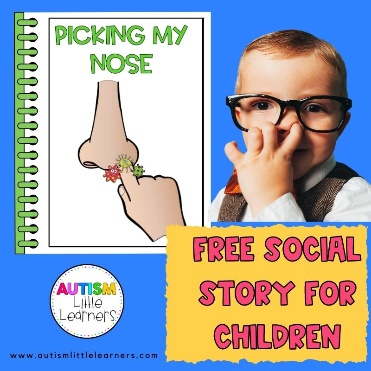 PICKING MY
NOSE
FREE SOCIAL
STORY FOR
CHILDREN
AUTISM
Little
Learners
www.autismlittlelearners.com